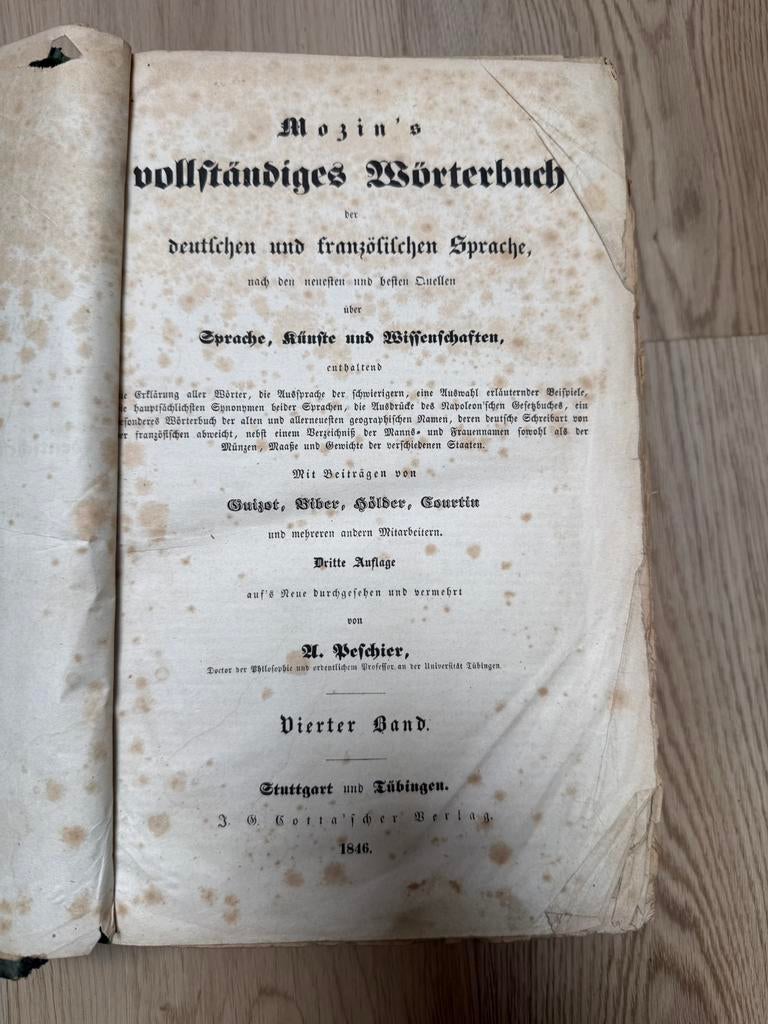 Mozin's
vollständiges Wörterbuch
der
deutschen und französischen Sprache,
nach den neuesten und besten Quellen
über
Sprache, Künste und Wissenschaften,
enthaltend
e Erklärung aller Wörter, die Aussprache der schwierigern, eine Auswahl erläuternder Beispiele,
e hauptsächlichsten Synonymen beider Sprachen, die Ausdrücke des Napoleon'schen Gesetzbuches, ein
sonderes Wörterbuch der alten und allerneuesten geographischen Namen, deren deutsche Schreibart von
er französischen abweicht, nebst einem Verzeichniß der Manns- und Frauennamen sowohl als der
Münzen, Maaße und Gewichte der verschiedenen Staaten.
Mit Beiträgen von
Guizot, Biber, Hölder, Courtin
und mehreren andern Mitarbeitern.
Dritte Auflage
auf's Neue durchgesehen und vermehrt
von
A. Peschier,
Doctor der Philosophie und ordentlichem Professor an der Universität Tübingen.
Vierter Band.
Stuttgart und Tübingen.
J. G. Cotta'scher Verlag.
1846.